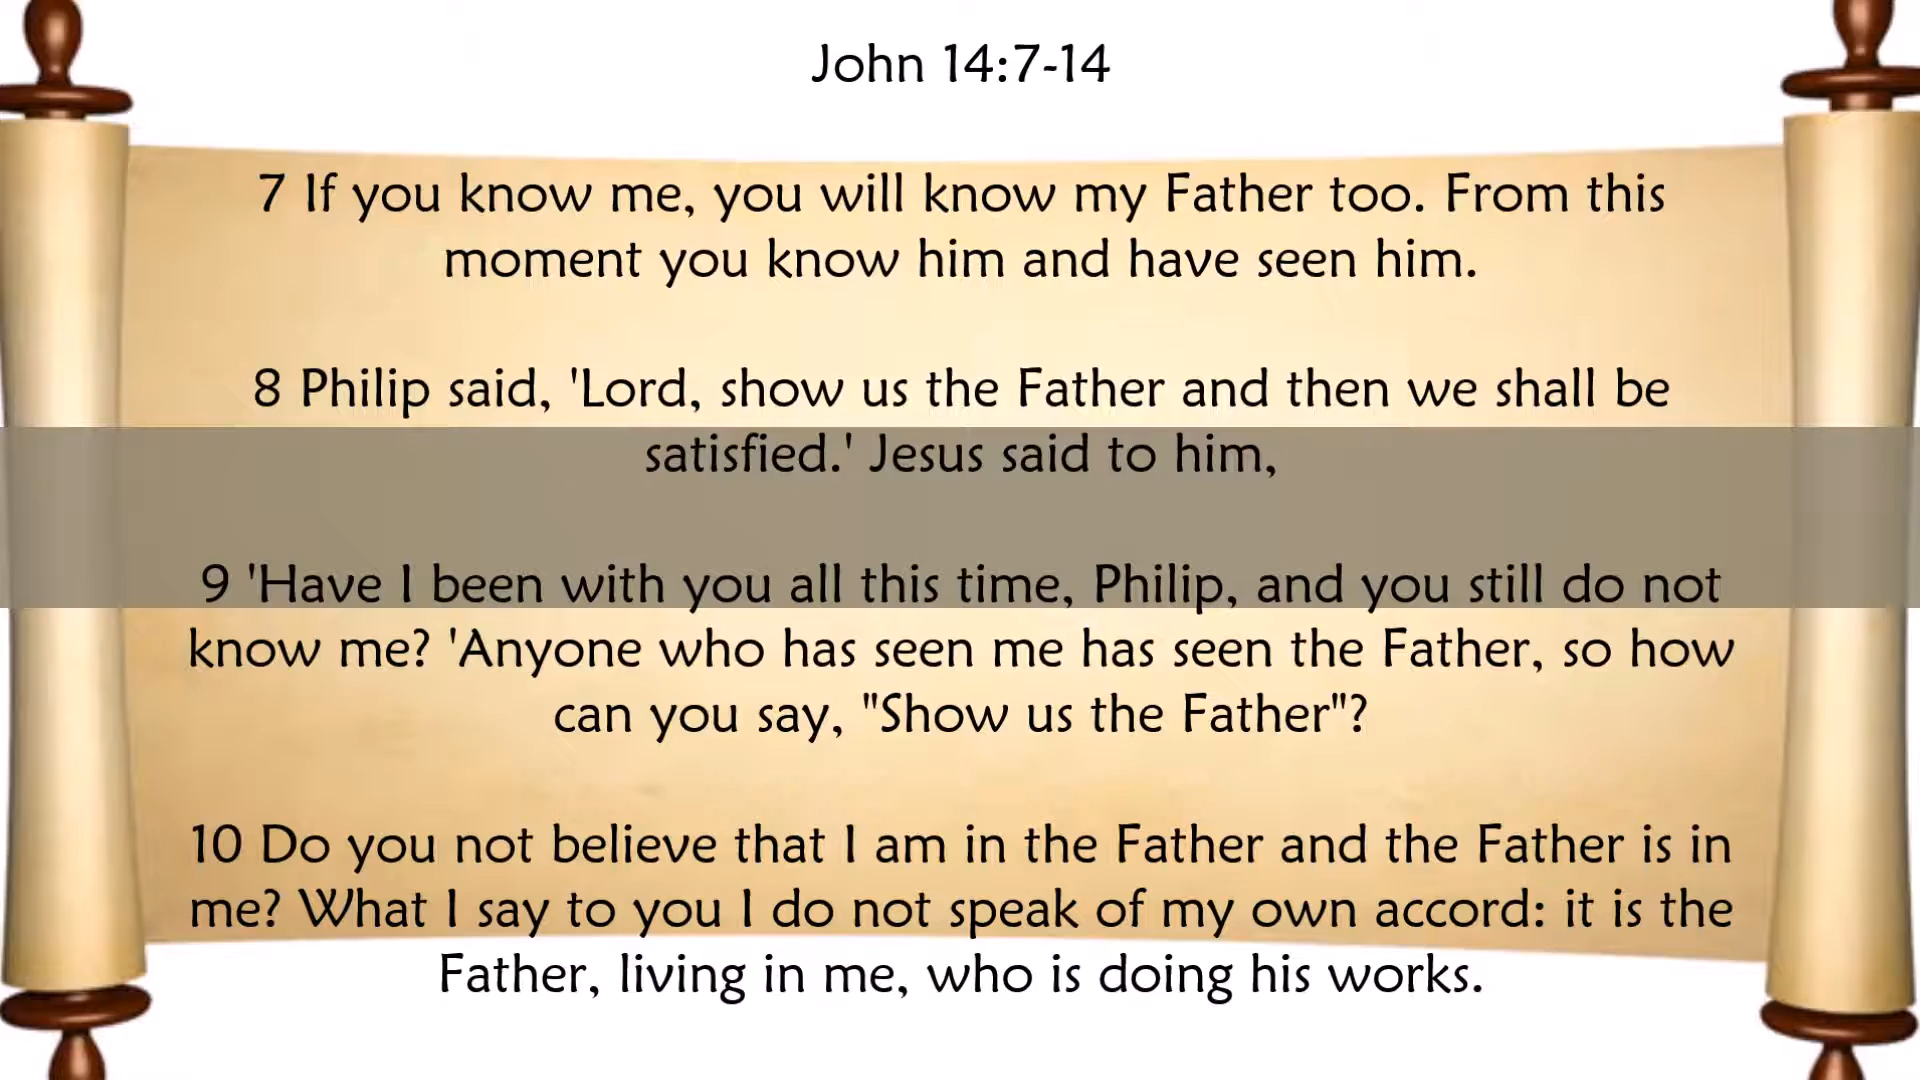 John 14:7-14
7 If you know me, you will know my Father too. From this
moment you know him and have seen him.
8 Philip said, 'Lord, show us the Father and then we shall be
satisfied.' Jesus said to him,
9 'Have I been with you all this time, Philip, and you still do not
know me? 'Anyone who has seen me has seen the Father, so how
can you say, "Show us the Father"?
10 Do you not believe that I am in the Father and the Father is in
me? What I say to you I do not speak of my own accord: it is the
Father, living in me, who is doing his works.